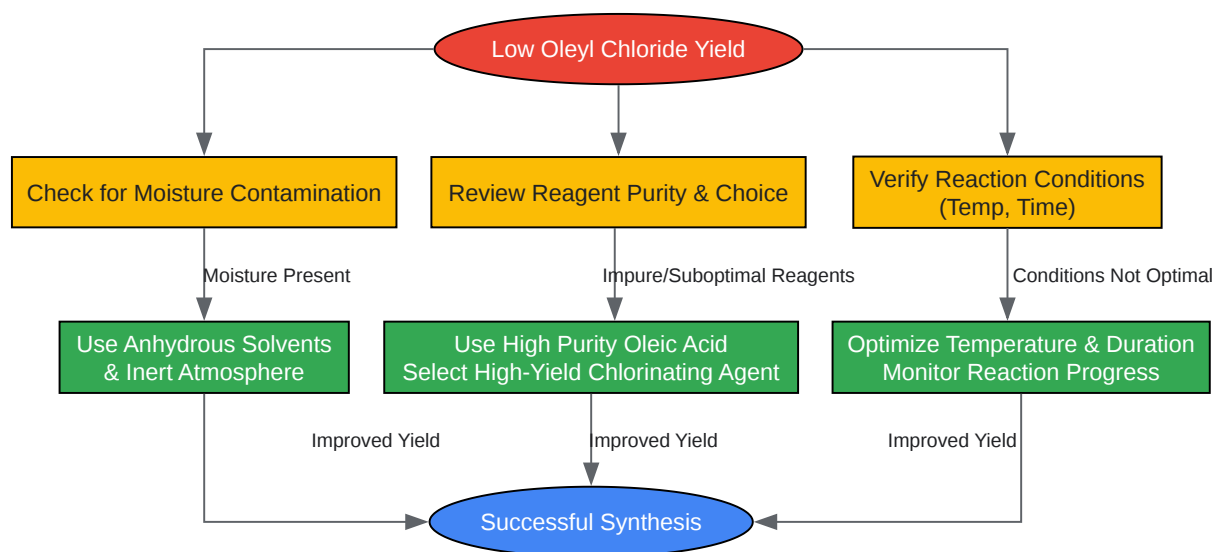 Low Oleyl Chloride Yield
Check for Moisture Contamination
Review Reagent Purity & Choice
Verify Reaction Conditions
(Temp, Time)
Moisture Present
Impure/Suboptimal Reagents
Conditions Not Optimal
Use Anhydrous Solvents
& Inert Atmosphere
Use High Purity Oleic Acid
Select High-Yield Chlorinating Agent
Optimize Temperature & Duration
Monitor Reaction Progress
Improved Yield
Improved Yield
Improved Yield
Successful Synthesis